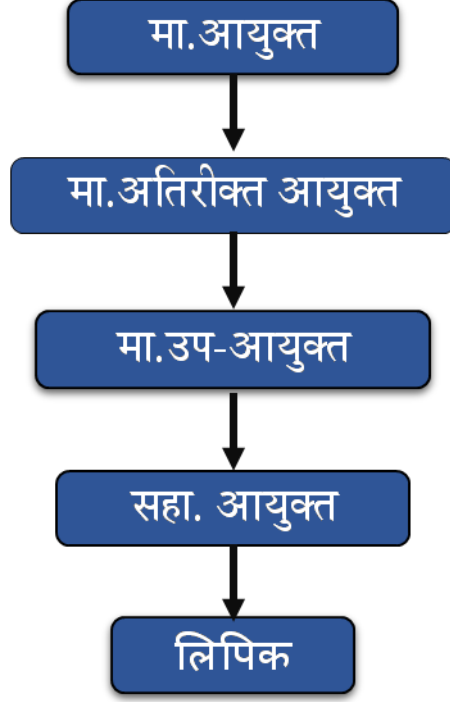 मा.आयुक्त
मा.अतिरीक्त आयुक्त
मा.उप-आयुक्त
सहा. आयुक्त
लिपिक